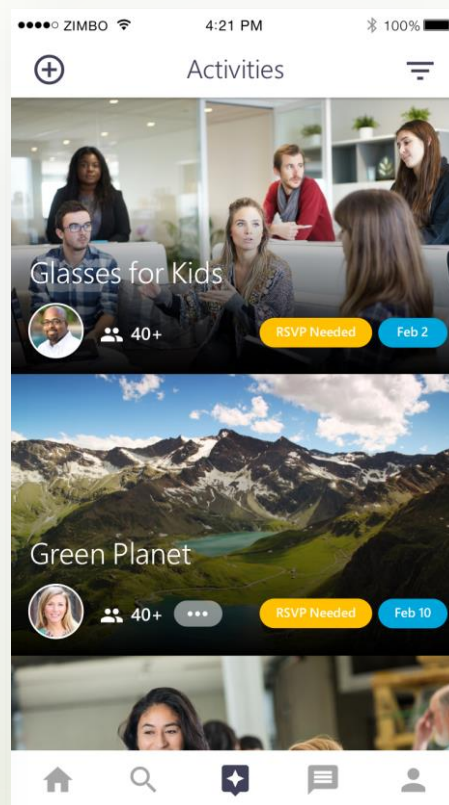 ZIMBO 4:21 PM 100%
Activities
Glasses for Kids
40+ RSVP Needed Feb 2
Green Planet
40+ ••• RSVP Needed Feb 10